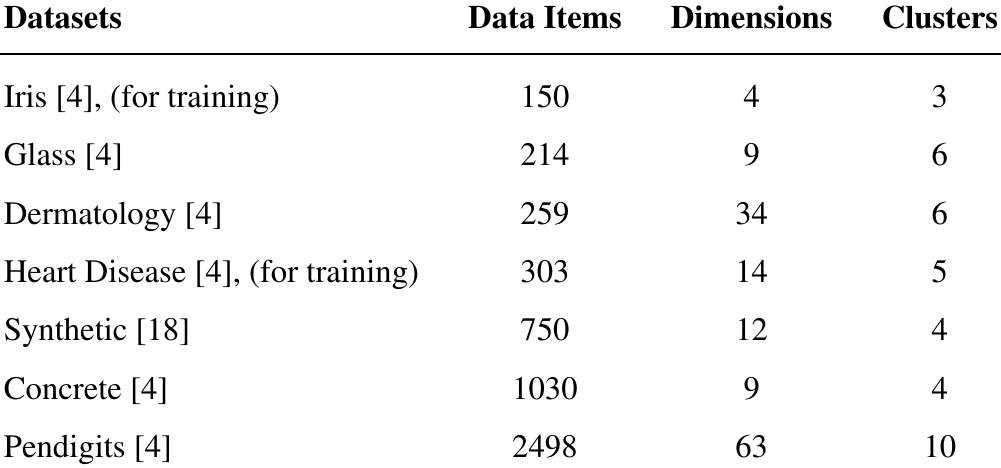 Datasets Data Items Dimensions Clusters
Iris [4], (for training) 150 4 3
Glass [4] 214 9 6
Dermatology [4] 259 34 6
Heart Disease [4], (for training) 303 14 5
Synthetic [18] 750 12 4
Concrete [4] 1030 9 4
Pendigits [4] 2498 63 10